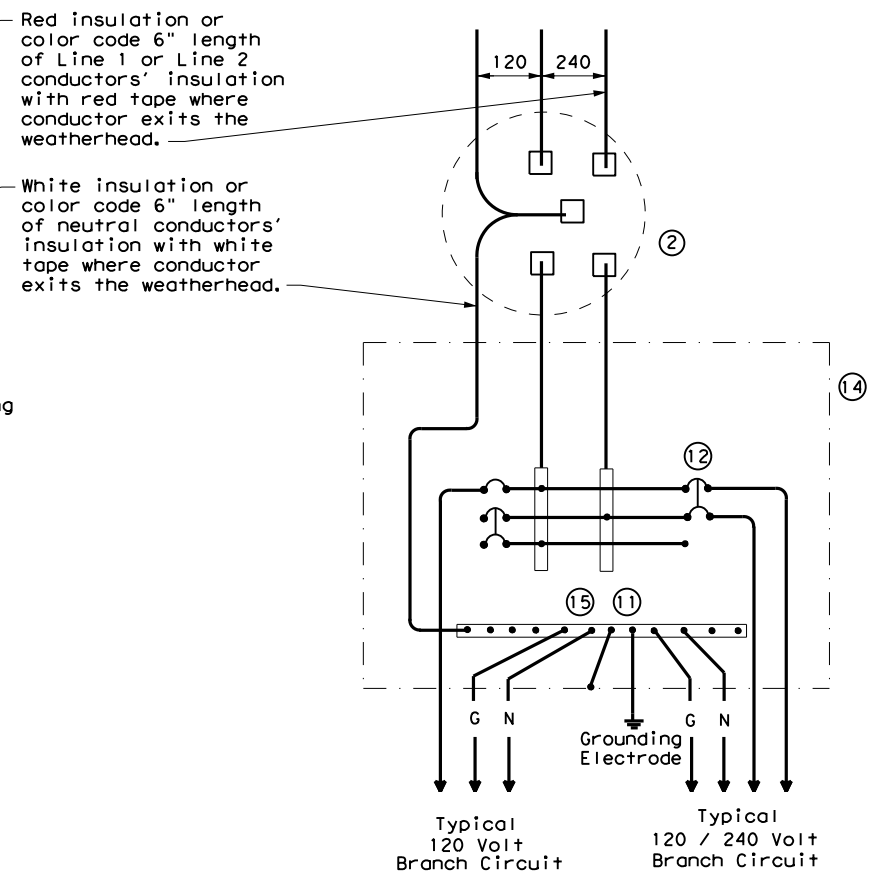 Red insulation or
color code 6" length
of Line 1 or Line 2
conductors' insulation
with red tape where
conductor exits the
weatherhead.
White insulation or
color code 6" length
of neutral conductors'
insulation with white
tape where conductor
exits the weatherhead.
ng
120 240
2
14
12
15 11
G N
G N
Grounding
Electrode
Typical
120 Volt
Branch Circuit
Typical
120 / 240 Volt
Branch Circuit